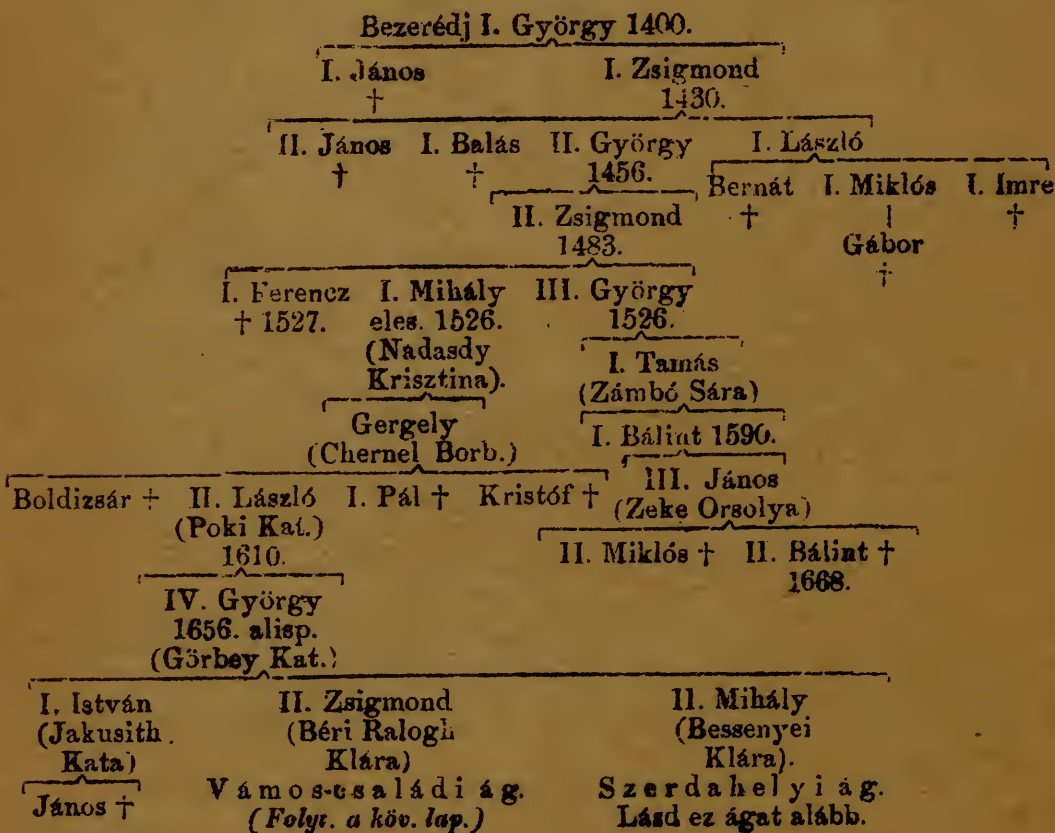 Bezerédj I. György 1400.
I. János I. Zsigmond
† 1430.
II. János I. Balás II. György I. László
† † 1456.
Bernát I. Miklós I. Imre
† | †
II. Zsigmond
1483.
Gábor
†
I. Ferencz I. Mihály III. György
† 1527. eles. 1526. 1526.
(Nadasdy
Krisztina).
I. Tamás
(Zámbó Sára)
Gergely
(Chernel Borb.)
I. Bálint 1590.
Boldizsár † II. László I. Pál † Kristóf †
(Poki Kat.)
1610.
III. János
(Zeke Orsolya)
II. Miklós † II. Bálint †
1668.
IV. György
1656. alisp.
(Görbey Kat.)
I. István II. Zsigmond II. Mihály
(Jakusith (Béri Balogh (Bessenyei
Kata) Klára) Klára).
János † Vámos-családi ág. Szerdahelyi ág.
(Folyt. a köv. lap.) Lásd ez ágat alább.